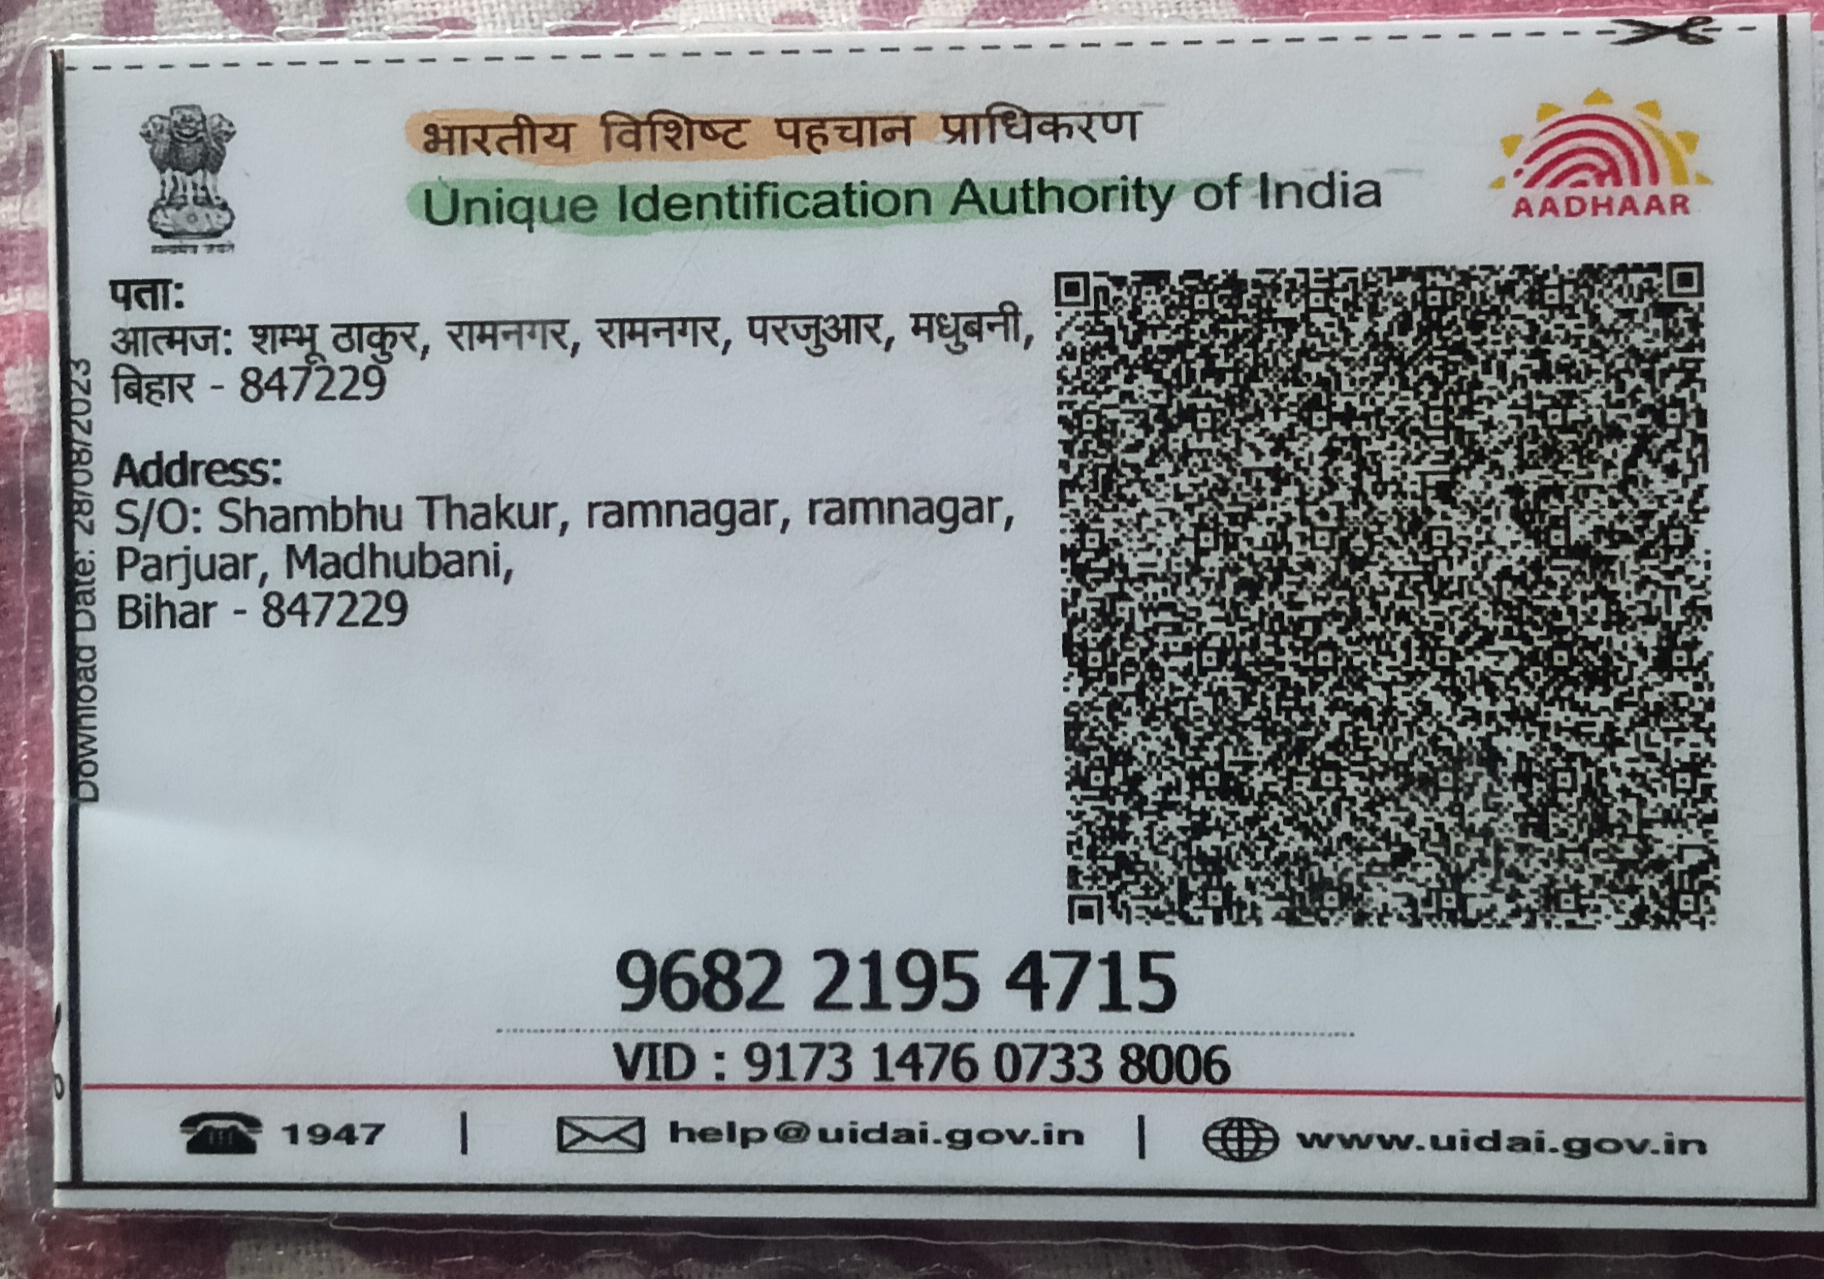 भारतीय विशिष्ट पहचान प्राधिकरण
Unique Identification Authority of India
AADHAAR
पता:
आत्मज: शम्भू ठाकुर, रामनगर, रामनगर, परजुआर, मधुबनी,
बिहार - 847229
Address:
S/O: Shambhu Thakur, ramnagar, ramnagar,
Parjuar, Madhubani,
Bihar - 847229
Download Date: 28/08/2023
9682 2195 4715
VID : 9173 1476 0733 8006
1947 | help@uidai.gov.in | www.uidai.gov.in